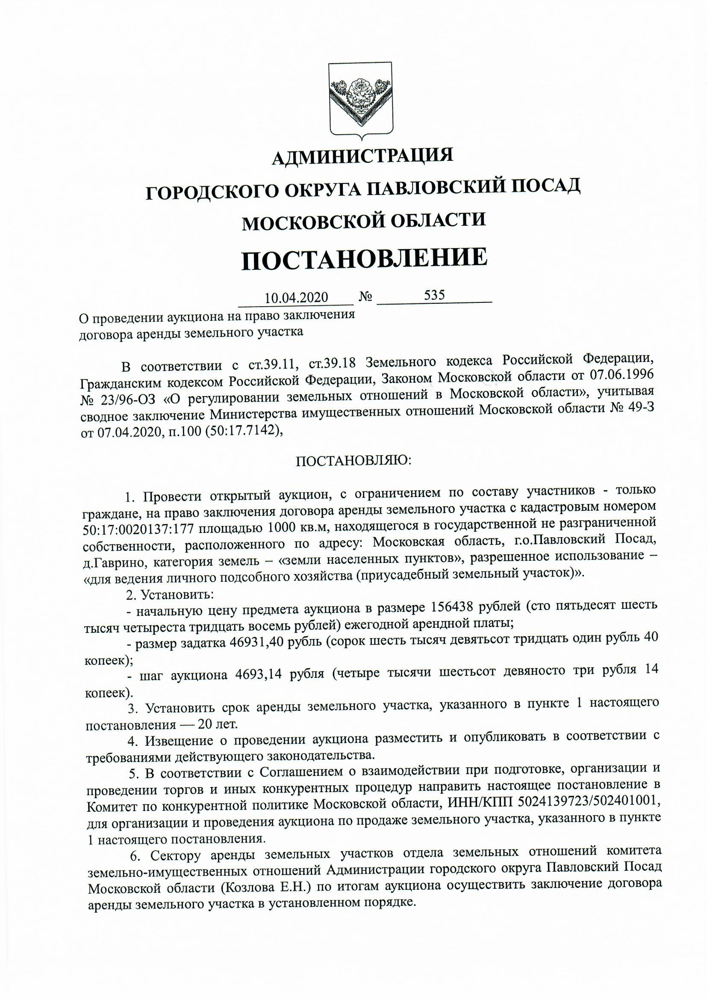 АДМИНИСТРАЦИЯ
ГОРОДСКОГО ОКРУГА ПАВЛОВСКИЙ ПОСАД
МОСКОВСКОЙ ОБЛАСТИ
ПОСТАНОВЛЕНИЕ
10.04.2020 № 535
О проведении аукциона на право заключения
договора аренды земельного участка
В соответствии с ст.39.11, ст.39.18 Земельного кодекса Российской Федерации,
Гражданским кодексом Российской Федерации, Законом Московской области от 07.06.1996
№ 23/96-ОЗ «О регулировании земельных отношений в Московской области», учитывая
сводное заключение Министерства имущественных отношений Московской области № 49-З
от 07.04.2020, п.100 (50:17.7142),
ПОСТАНОВЛЯЮ:
1. Провести открытый аукцион, с ограничением по составу участников - только
граждане, на право заключения договора аренды земельного участка с кадастровым номером
50:17:0020137:177 площадью 1000 кв.м, находящегося в государственной не разграниченной
собственности, расположенного по адресу: Московская область, г.о.Павловский Посад,
д.Гаврино, категория земель – «земли населенных пунктов», разрешенное использование –
«для ведения личного подсобного хозяйства (приусадебный земельный участок)».
2. Установить:
- начальную цену предмета аукциона в размере 156438 рублей (сто пятьдесят шесть
тысяч четыреста тридцать восемь рублей) ежегодной арендной платы;
- размер задатка 46931,40 рубль (сорок шесть тысяч девятьсот тридцать один рубль 40
копеек);
- шаг аукциона 4693,14 рубля (четыре тысячи шестьсот девяносто три рубля 14
копеек).
3. Установить срок аренды земельного участка, указанного в пункте 1 настоящего
постановления — 20 лет.
4. Извещение о проведении аукциона разместить и опубликовать в соответствии с
требованиями действующего законодательства.
5. В соответствии с Соглашением о взаимодействии при подготовке, организации и
проведении торгов и иных конкурентных процедур направить настоящее постановление в
Комитет по конкурентной политике Московской области, ИНН/КПП 5024139723/502401001,
для организации и проведения аукциона по продаже земельного участка, указанного в пункте
1 настоящего постановления.
6. Сектору аренды земельных участков отдела земельных отношений комитета
земельно-имущественных отношений Администрации городского округа Павловский Посад
Московской области (Козлова Е.Н.) по итогам аукциона осуществить заключение договора
аренды земельного участка в установленном порядке.